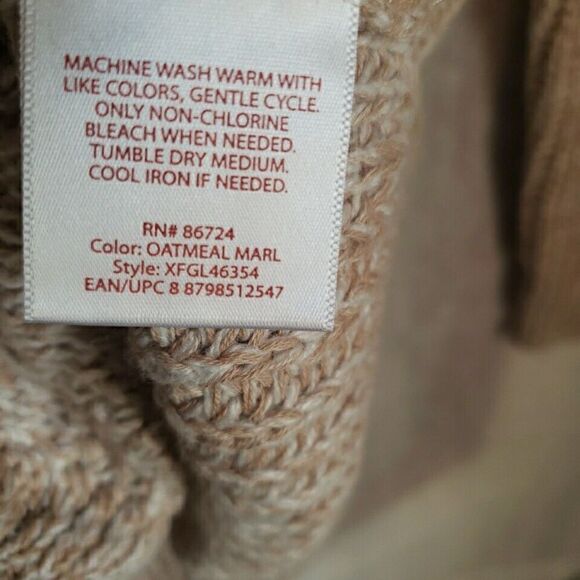 MACHINE WASH WARM WITH
LIKE COLORS, GENTLE CYCLE.
ONLY NON-CHLORINE
BLEACH WHEN NEEDED.
TUMBLE DRY MEDIUM.
COOL IRON IF NEEDED.
RN# 86724
Color: OATMEAL MARL
Style: XFGL46354
EAN/UPC 8 8798512547